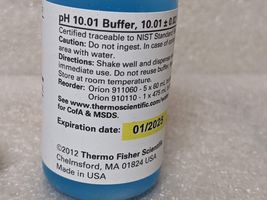 pH 10.01 Buffer, 10.01 ± 0.02
Certified traceable to NIST Standard
Caution: Do not ingest. In case of
area with water.
Directions: Shake well and dispense
use. Do not reuse buffer.
Store at room temperature.
Reorder: Orion 911060 - 5 x 60 mL
Orion 910110 - 1 x 475 mL
See www.thermoscientific.com/water
for CofA & MSDS.
Expiration date: 01/2025
©2012 Thermo Fisher Scientific
Chelmsford, MA 01824 USA
Made in USA